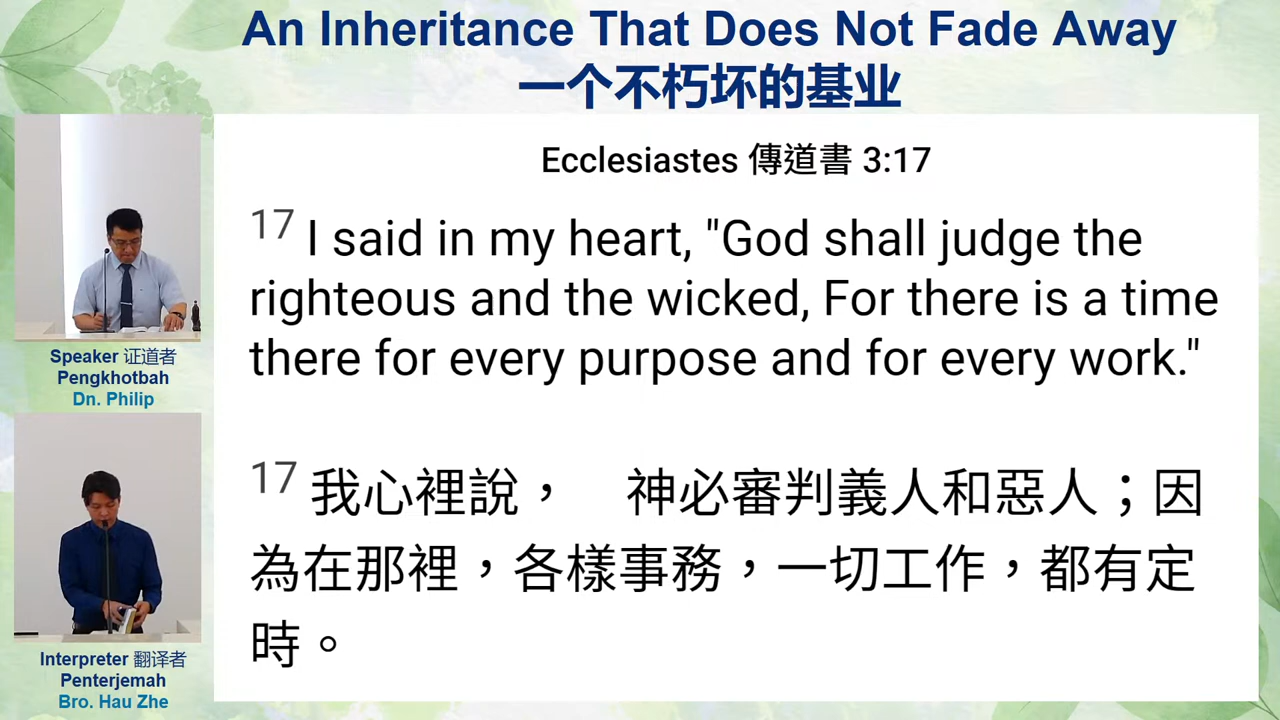 An Inheritance That Does Not Fade Away
一个不朽坏的基业
Speaker 证道者
Pengkhotbah
Dn. Philip
Interpreter 翻译者
Penterjemah
Bro. Hau Zhe
Ecclesiastes 傳道書 3:17
17 I said in my heart, "God shall judge the
righteous and the wicked, For there is a time
there for every purpose and for every work."
17 我心裡說，　神必審判義人和惡人；因
為在那裡，各樣事務，一切工作，都有定
時。